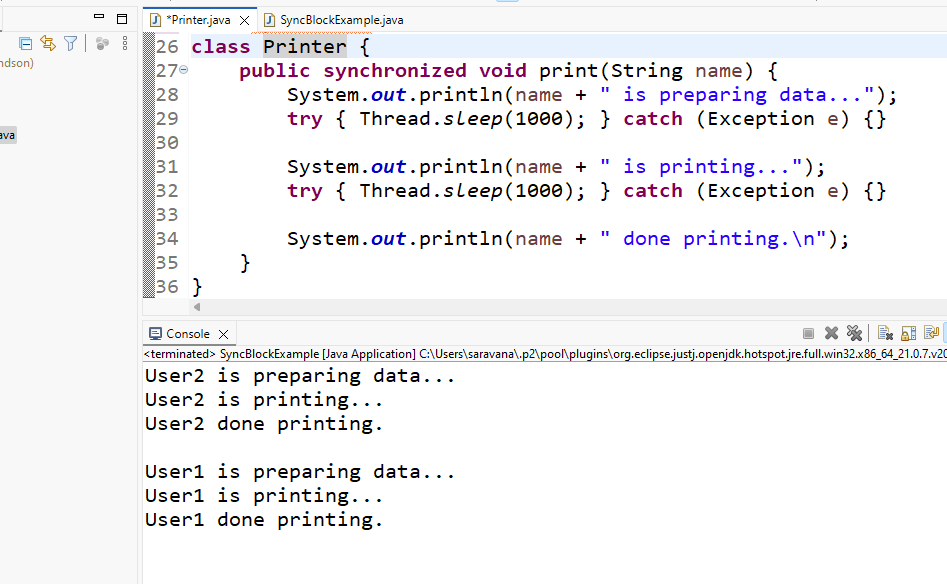 *Printer.java
SyncBlockExample.java
ndson)
ava
26 class Printer {
27 public synchronized void print(String name) {
28 System.out.println(name + " is preparing data...");
29 try { Thread.sleep(1000); } catch (Exception e) {}
30
31 System.out.println(name + " is printing...");
32 try { Thread.sleep(1000); } catch (Exception e) {}
33
34 System.out.println(name + " done printing.\n");
35 }
36 }
Console
<terminated> SyncBlockExample [Java Application] C:\Users\saravana\.p2\pool\plugins\org.eclipse.justj.openjdk.hotspot.jre.full.win32.x86_64_21.0.7.v20
User2 is preparing data...
User2 is printing...
User2 done printing.
User1 is preparing data...
User1 is printing...
User1 done printing.